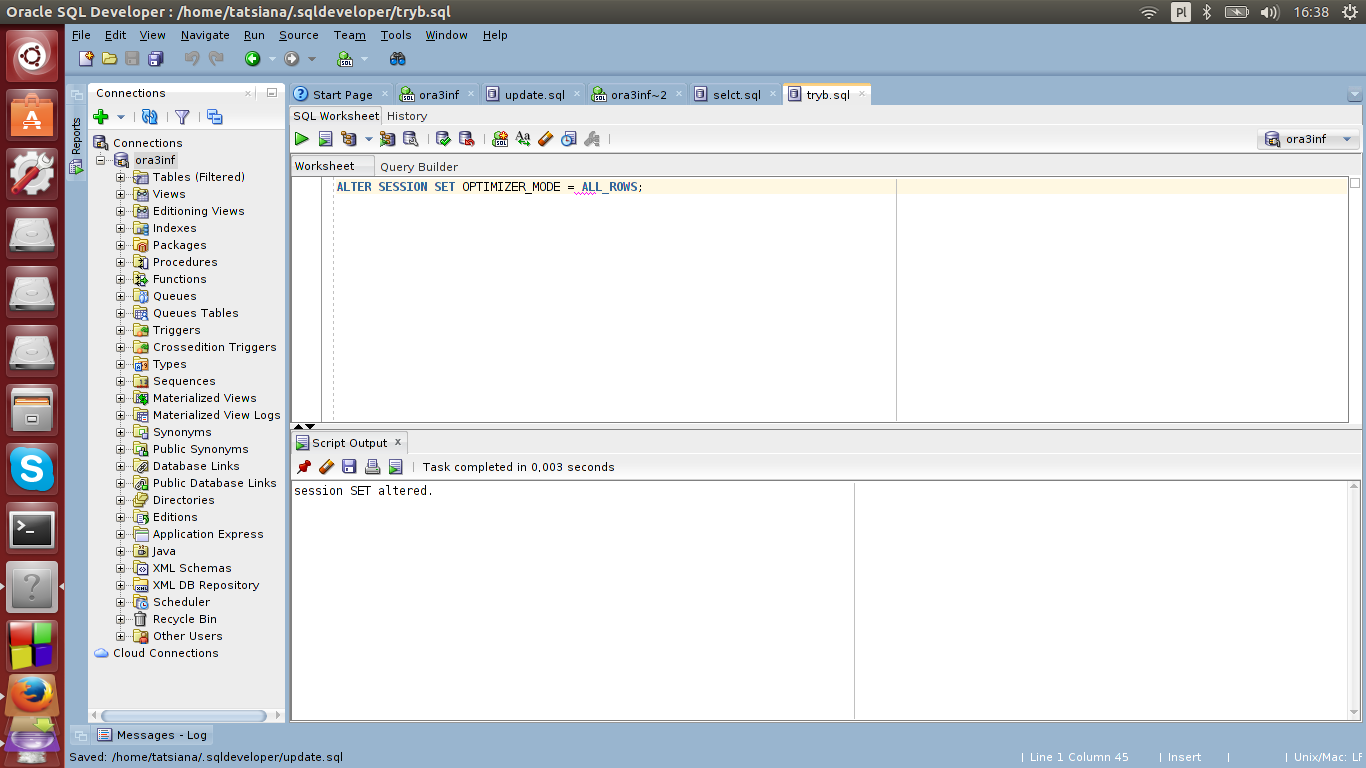 Oracle SQL Developer : /home/tatsiana/.sqldeveloper/tryb.sql
Pl
16:38
File Edit View Navigate Run Source Team Tools Window Help
Reports
Connections
Connections
ora3inf
Tables (Filtered)
Views
Editioning Views
Indexes
Packages
Procedures
Functions
Queues
Queues Tables
Triggers
Crossedition Triggers
Types
Sequences
Materialized Views
Materialized View Logs
Synonyms
Public Synonyms
Database Links
Public Database Links
Directories
Editions
Application Express
Java
XML Schemas
XML DB Repository
Scheduler
Recycle Bin
Other Users
Cloud Connections
Start Page
ora3inf
update.sql
ora3inf~2
selct.sql
tryb.sql
SQL Worksheet History
ora3inf
Worksheet Query Builder
ALTER SESSION SET OPTIMIZER_MODE = ALL_ROWS;
Script Output
Task completed in 0,003 seconds
session SET altered.
Messages - Log
Saved: /home/tatsiana/.sqldeveloper/update.sql
Line 1 Column 45
Insert
Unix/Mac: LF